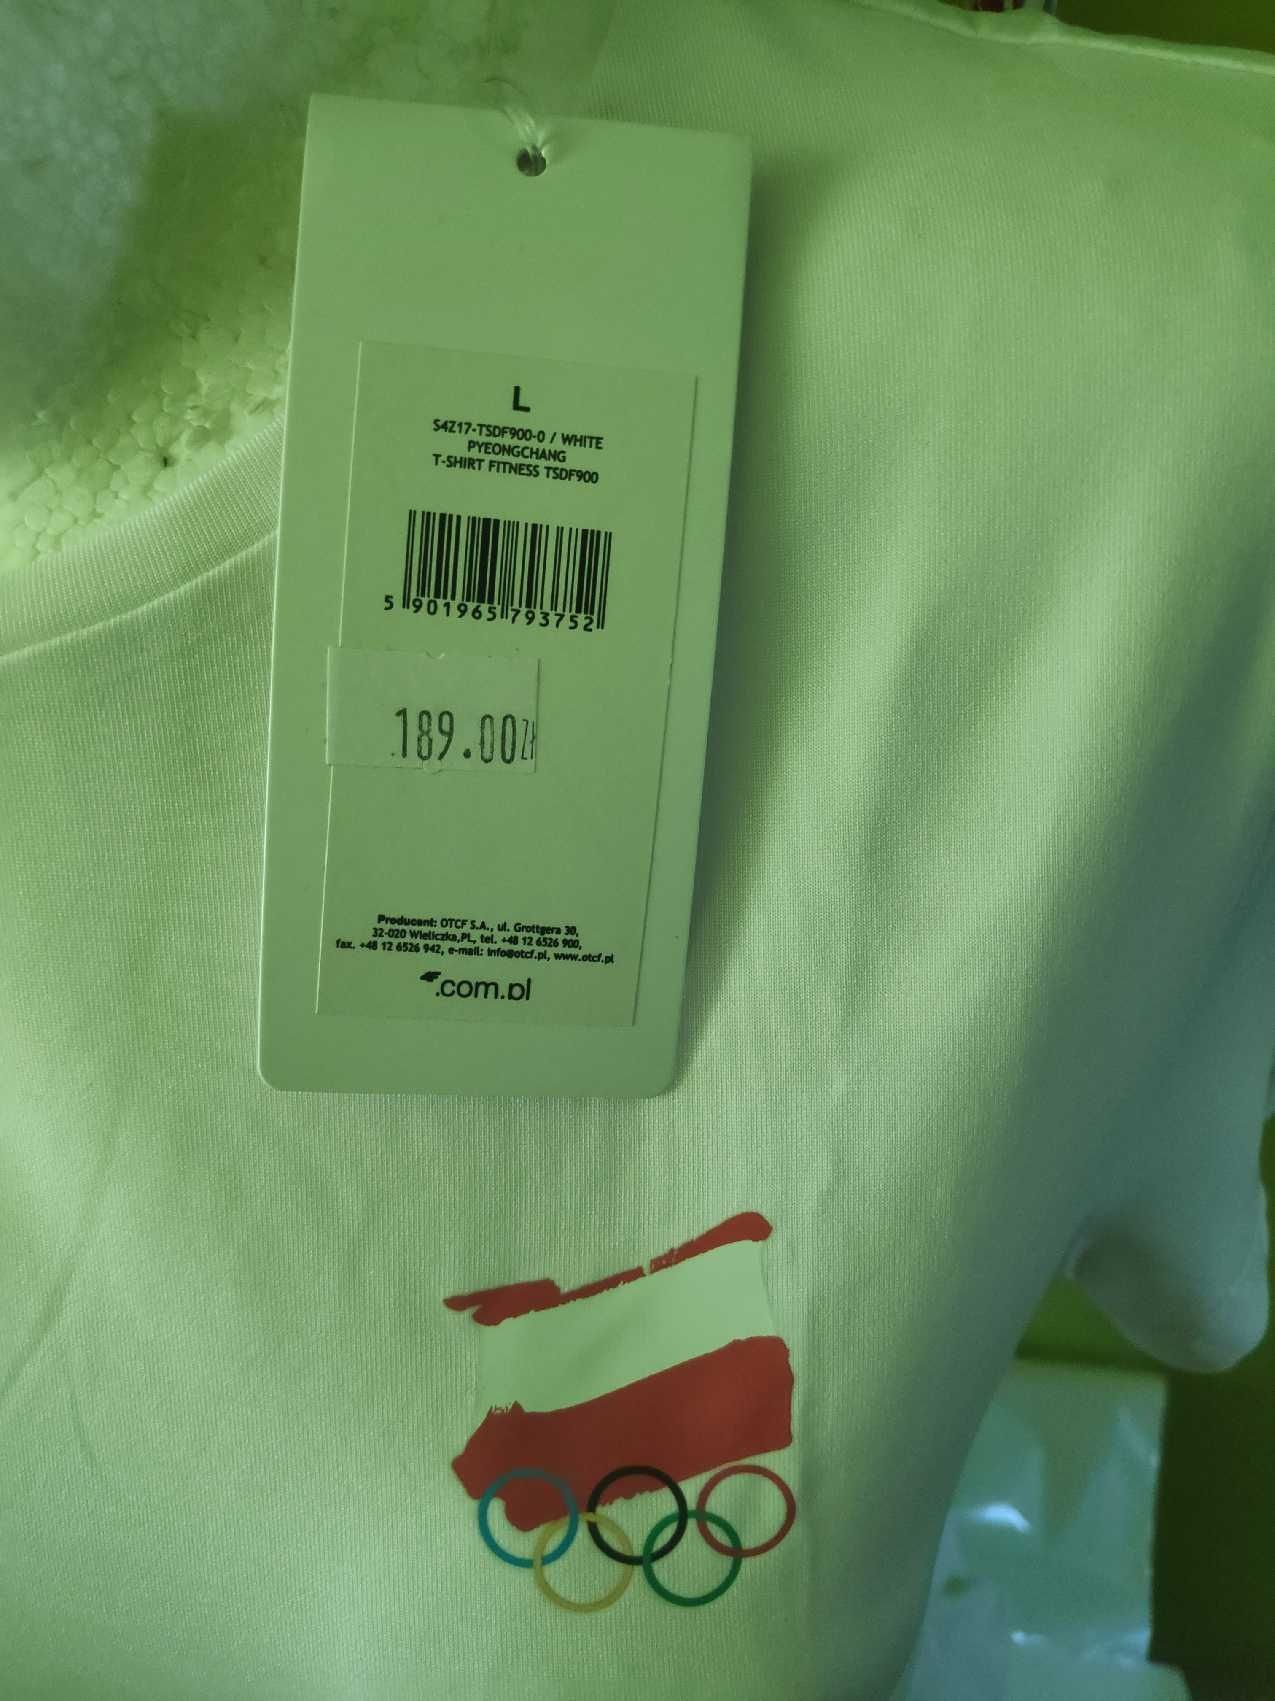 L
S4Z17-TSDF900-0 / WHITE
PYEONGCHANG
T-SHIRT FITNESS TSDF900
5 901965 793752
189.00zł
Producent: OTCF S.A., ul. Grottgera 30,
32-020 Wieliczka,PL, tel. +48 12 6526 900,
fax. +48 12 6526 942, e-mail: info@otcf.pl, www.otcf.pl
4F.com.pl